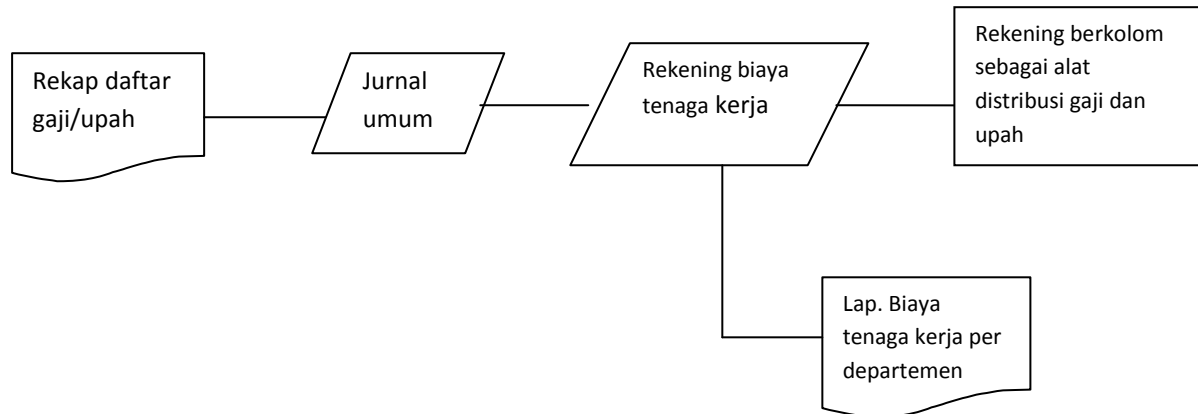 Rekap daftar
gaji/upah
Jurnal
umum
Rekening biaya
tenaga kerja
Rekening berkolom
sebagai alat
distribusi gaji dan
upah
Lap. Biaya
tenaga kerja per
departemen